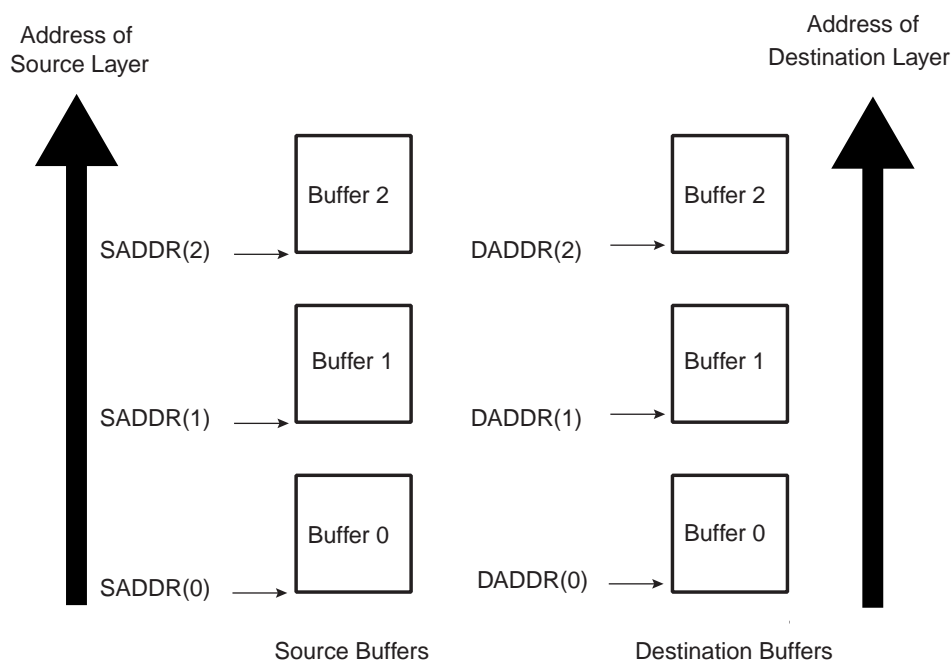 Address of
Source Layer
Address of
Destination Layer
Buffer 2
Buffer 2
SADDR(2)
DADDR(2)
Buffer 1
Buffer 1
SADDR(1)
DADDR(1)
Buffer 0
Buffer 0
SADDR(0)
DADDR(0)
Source Buffers
Destination Buffers